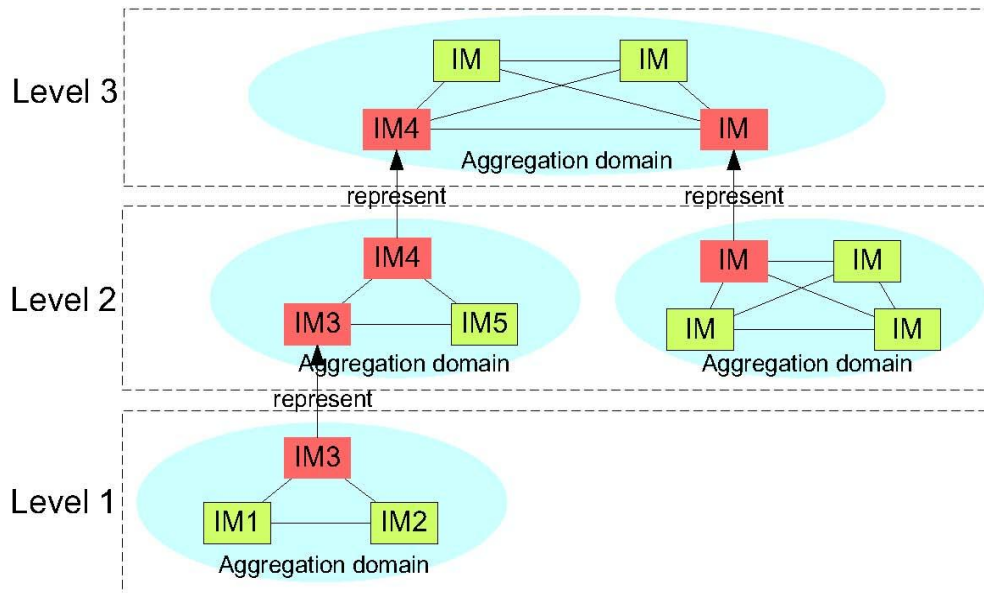 IM IM
Level 3
IM4 IM
Aggregation domain
represent represent
IM4 IM IM
Level 2
IM3 IM5 IM IM
Aggregation domain Aggregation domain
represent
IM3
Level 1
IM1 IM2
Aggregation domain